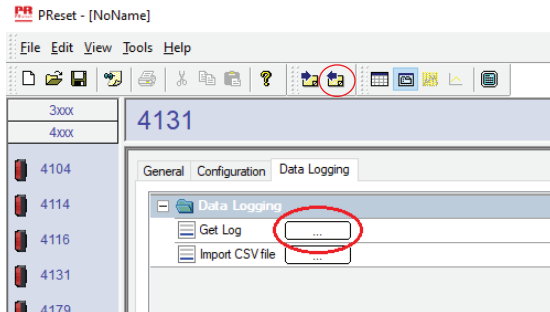 PR PReset - [NoName]
File Edit View Tools Help
3xxx
4xxx
4131
4104
4114
4116
4131
4179
General Configuration Data Logging
Data Logging
Get Log ...
Import CSV file ...